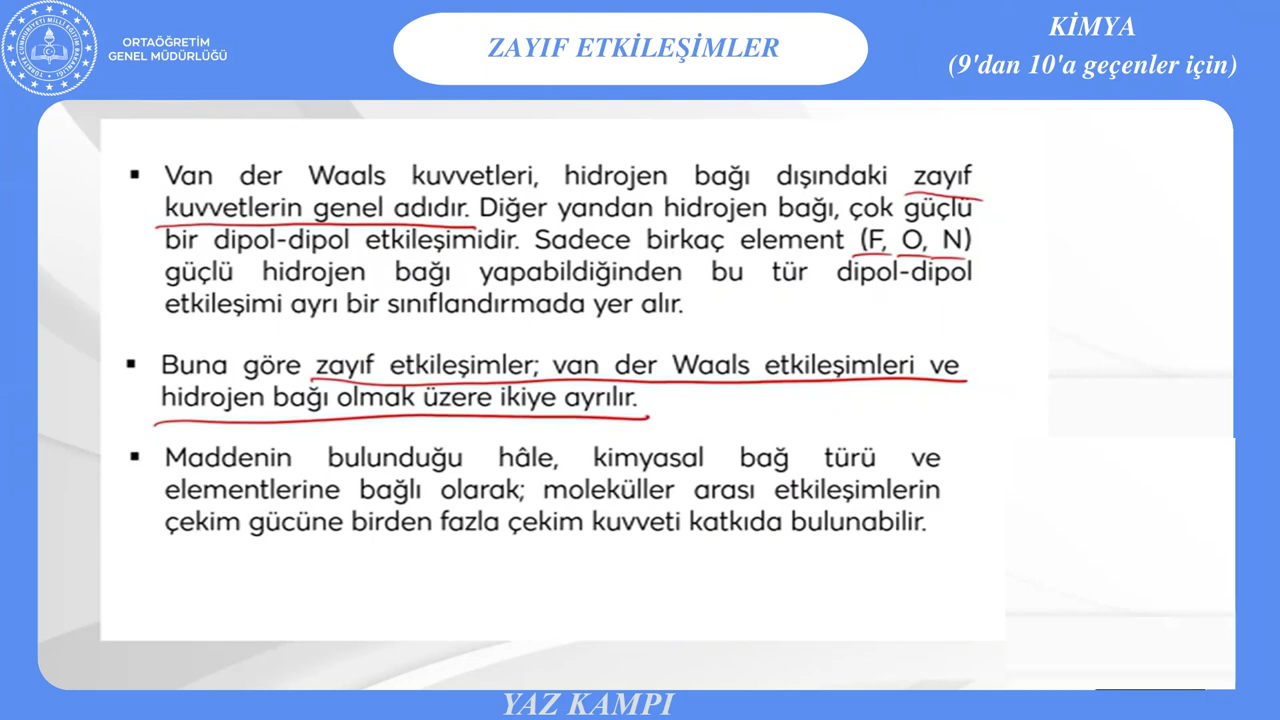 ORTAÖĞRETİM
GENEL MÜDÜRLÜĞÜ
ZAYIF ETKİLEŞİMLER
KİMYA
(9'dan 10'a geçenler için)
▪ Van der Waals kuvvetleri, hidrojen bağı dışındaki zayıf
kuvvetlerin genel adıdır. Diğer yandan hidrojen bağı, çok güçlü
bir dipol-dipol etkileşimidir. Sadece birkaç element (F, O, N)
güçlü hidrojen bağı yapabildiğinden bu tür dipol-dipol
etkileşimi ayrı bir sınıflandırmada yer alır.
▪ Buna göre zayıf etkileşimler; van der Waals etkileşimleri ve
hidrojen bağı olmak üzere ikiye ayrılır.
▪ Maddenin bulunduğu hâle, kimyasal bağ türü ve
elementlerine bağlı olarak; moleküller arası etkileşimlerin
çekim gücüne birden fazla çekim kuvveti katkıda bulunabilir.
YAZ KAMPI